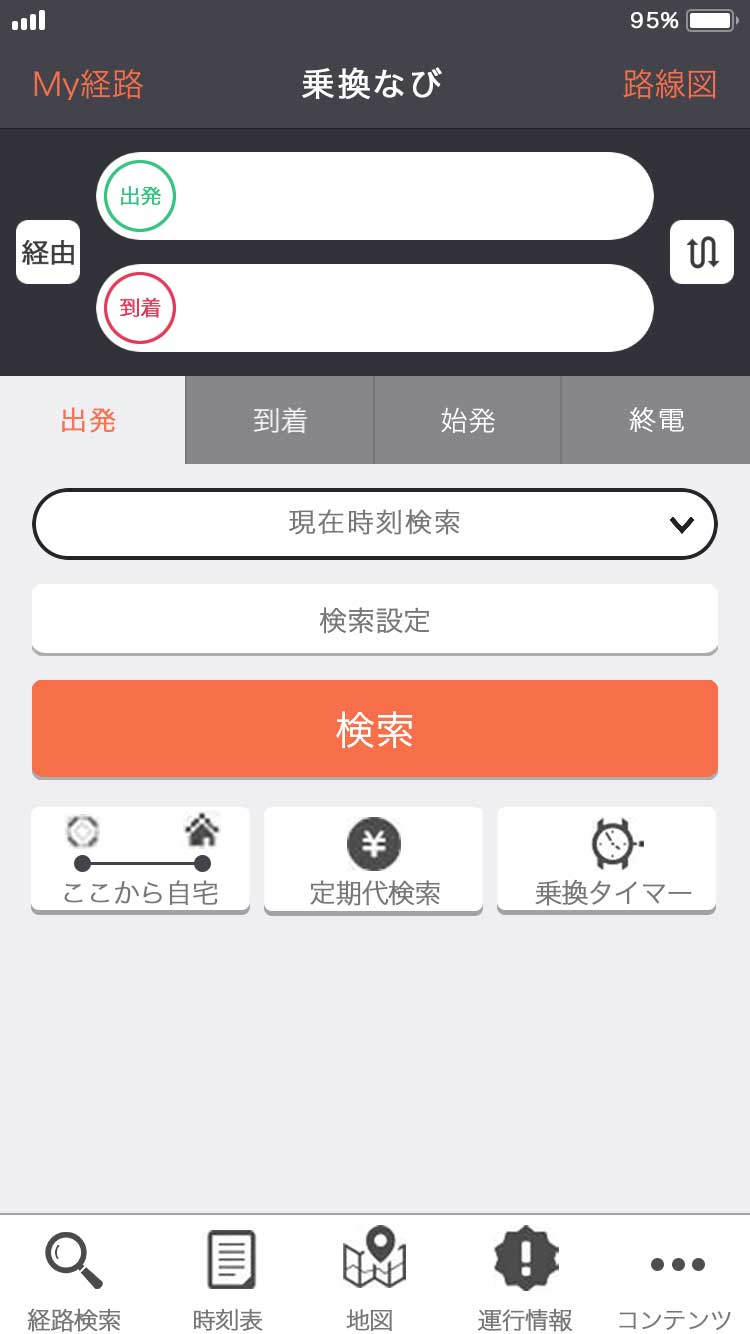 95%
My経路
乗換なび
路線図
出発
経由
到着
出発
到着
始発
終電
現在時刻検索
検索設定
検索
¥
ここから自宅
定期代検索
乗換タイマー
経路検索
時刻表
地図
運行情報
コンテンツ